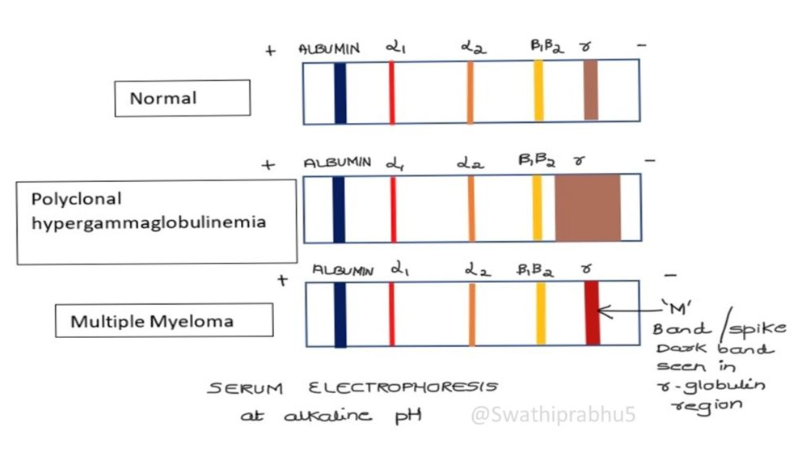 + ALBUMIN α1 α2 β1β2 γ −
Normal
+ ALBUMIN α1 α2 β1β2 γ −
Polyclonal
hypergammaglobulinemia
+ ALBUMIN α1 α2 β1β2 γ −
Multiple Myeloma
'M'
Band/spike
Dark band
seen in
γ-globulin
region
SERUM ELECTROPHORESIS
at alkaline pH
@Swathiprabhu5